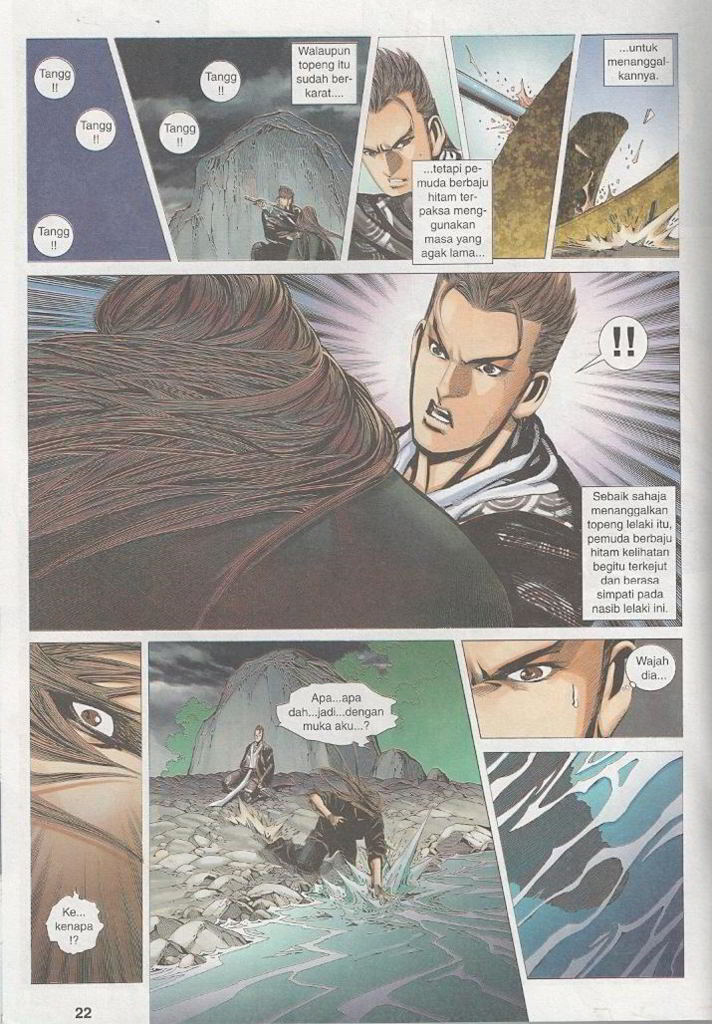 Tangg
!!
Tangg
!!
Tangg
!!
Tangg
!!
Tangg
!!
Walaupun
topeng itu
sudah ber-
karat....
...tetapi pe-
muda berbaju
hitam ter-
paksa meng-
gunakan
masa yang
agak lama...
...untuk
menanggal-
kannya.
!!
Sebaik sahaja
menanggalkan
topeng lelaki itu,
pemuda berbaju
hitam kelihatan
begitu terkejut
dan berasa
simpati pada
nasib lelaki ini.
Ke...
kenapa
!?
Apa...apa
dah...jadi...dengan
muka aku...?
Wajah
dia...
22